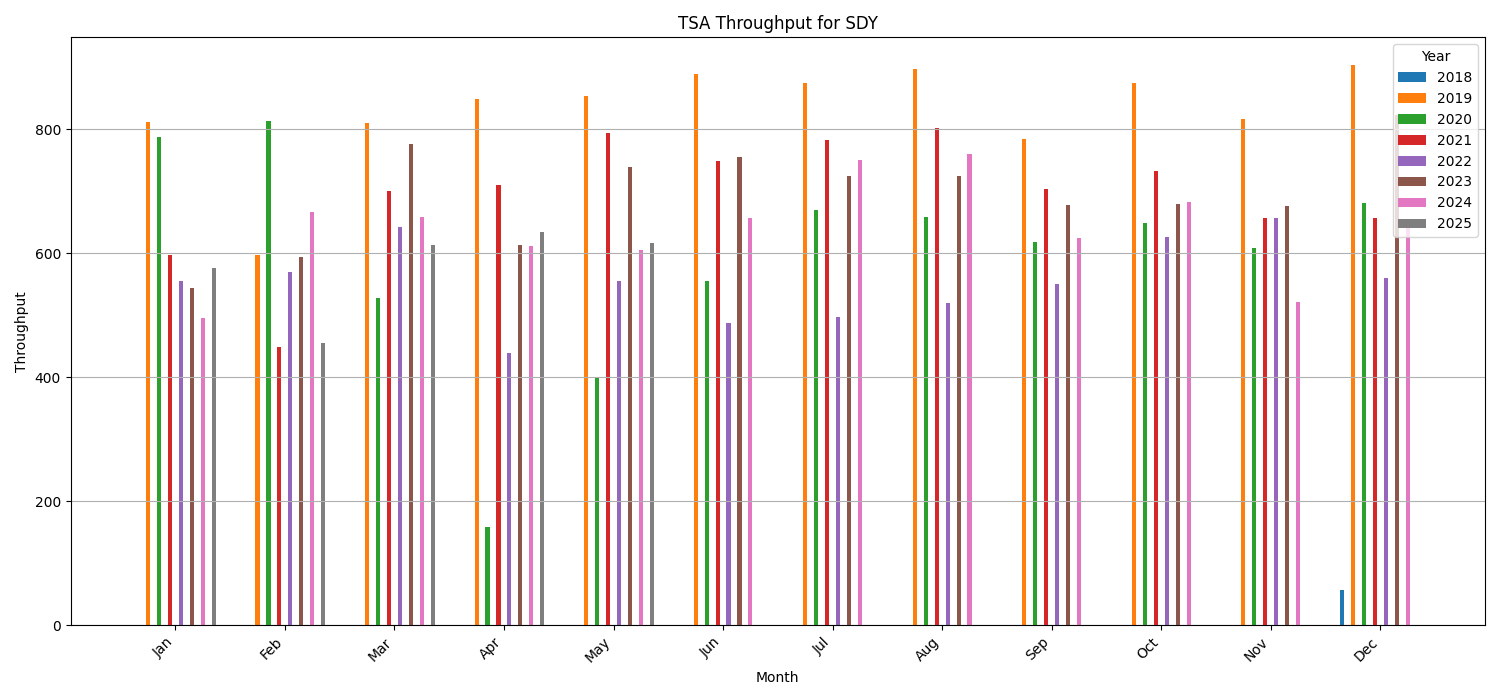 TSA Throughput for SDY
Year
2018
2019
2020
2021
2022
2023
2024
2025
800
600
400
200
0
Throughput
Jan
Feb
Mar
Apr
May
Jun
Jul
Aug
Sep
Oct
Nov
Dec
Month